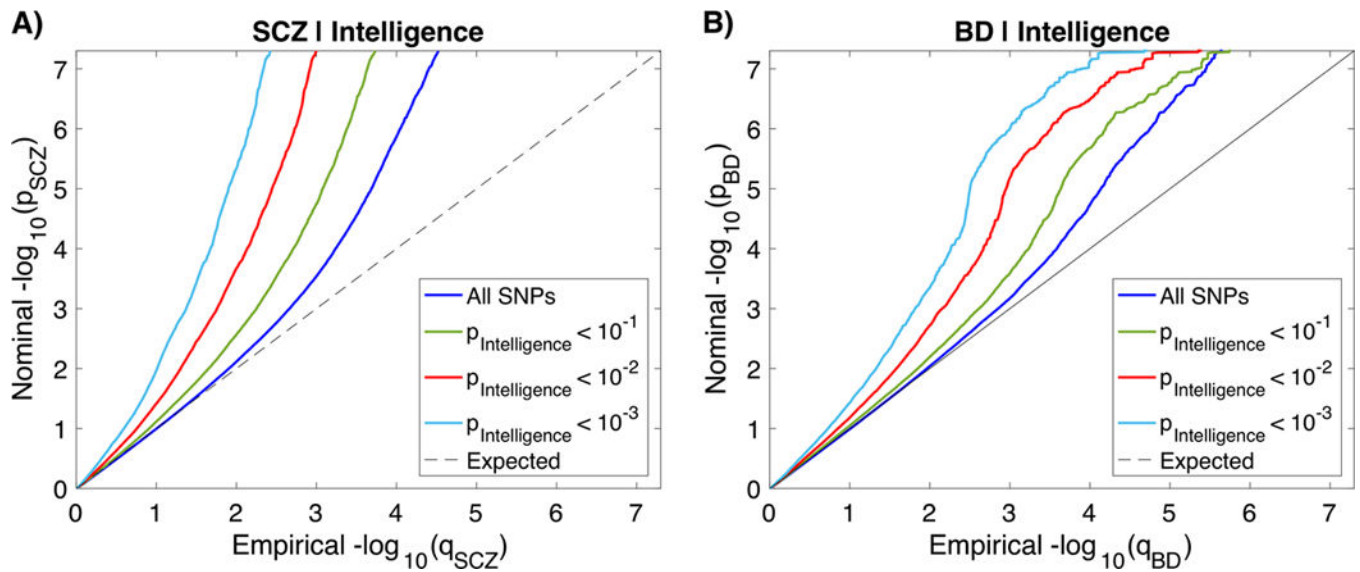 A)
SCZ | Intelligence
Nominal -log10(pSCZ)
7
6
5
4
3
2
1
0
All SNPs
pIntelligence < 10-1
pIntelligence < 10-2
pIntelligence < 10-3
Expected
0 1 2 3 4 5 6 7
Empirical -log10(qSCZ)
B)
BD | Intelligence
Nominal -log10(pBD)
7
6
5
4
3
2
1
0
All SNPs
pIntelligence < 10-1
pIntelligence < 10-2
pIntelligence < 10-3
Expected
0 1 2 3 4 5 6 7
Empirical -log10(qBD)